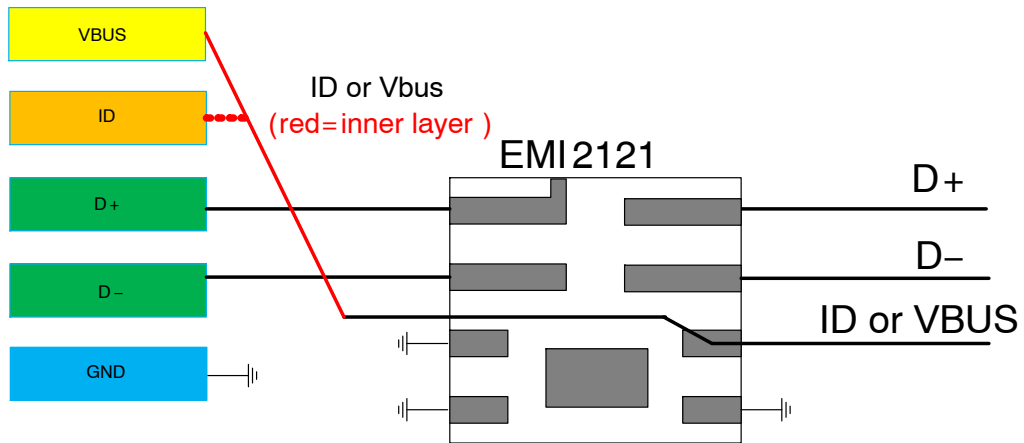 VBUS
ID
D+
D−
GND
ID or Vbus
(red=inner layer )
EMI2121
D+
D−
ID or VBUS